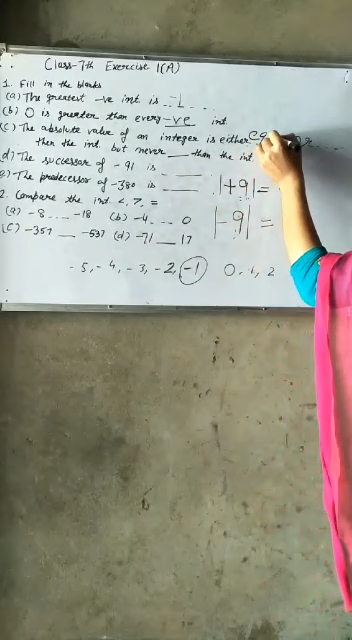 Class-7th Exercise 1(A)
1. Fill in the blanks
(a) The greatest -ve int is -1
(b) 0 is greater than every -ve int
(c) The absolute value of an integer is either
then the int but never ___ than the int
(d) The successor of -91 is ___
The predecessor of -380 is ___
|+9|=
2. Compare the int <, >, =
(a) -8 ___ -18 (b) -4 ___ 0
|-9| =
(c) -357 ___ -537 (d) -71 ___ 17
-5, -4, -3, -2, -1 0, 1, 2